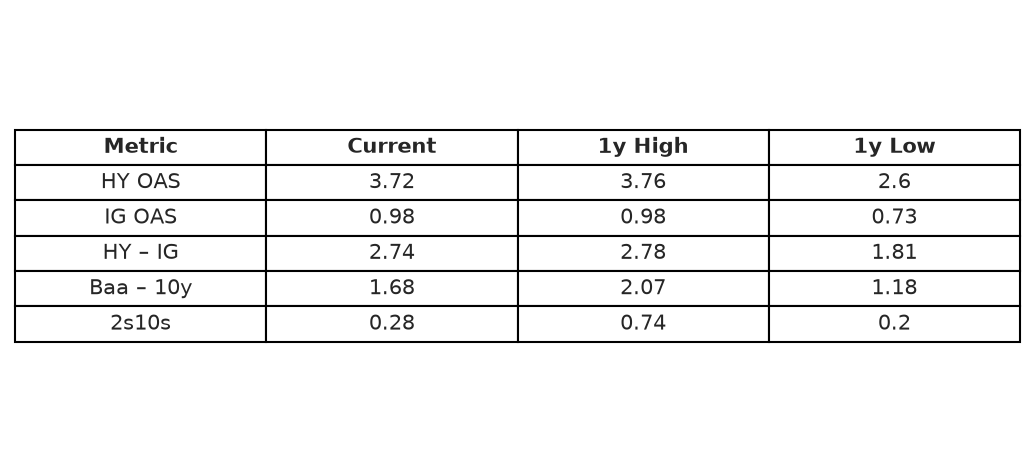 Metric Current 1y High 1y Low
HY OAS 3.72 3.76 2.6
IG OAS 0.98 0.98 0.73
HY – IG 2.74 2.78 1.81
Baa – 10y 1.68 2.07 1.18
2s10s 0.28 0.74 0.2